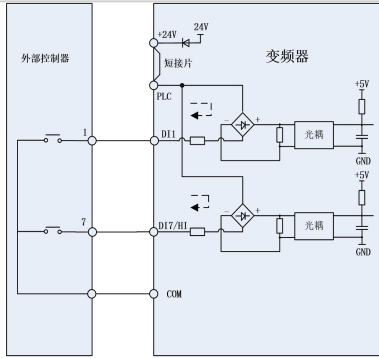 24V
+24V
外部控制器
变频器
短接片
+5V
PLC
1
DI1
-
+
光耦
GND
+5V
7
DI7/HI
-
+
光耦
GND
COM